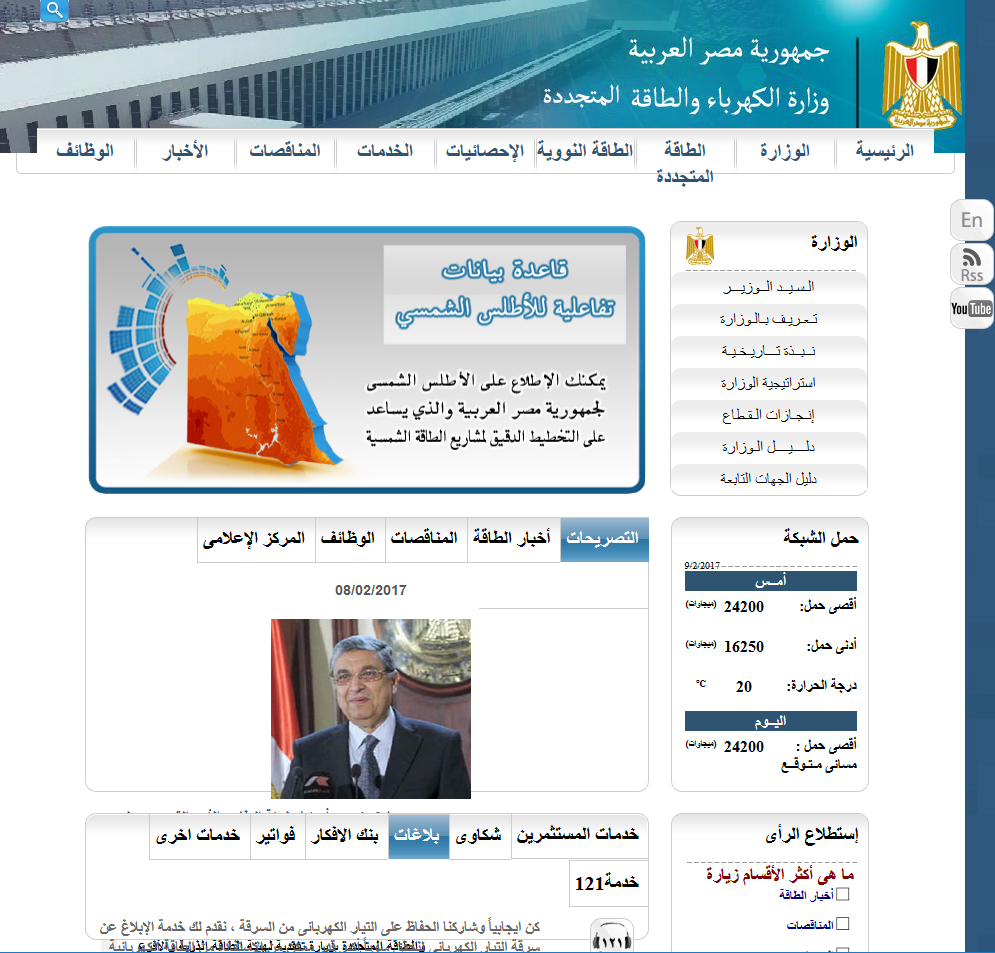 جمهورية مصر العربية
وزارة الكهرباء والطاقة المتجددة
الرئيسية
الوزارة
الطاقة المتجددة
الطاقة النووية
الإحصائيات
الخدمات
المناقصات
الأخبار
الوظائف
En
Rss
YouTube
الوزارة
السيد الوزير
تعريف بالوزارة
نبذة تاريخية
استراتيجية الوزارة
إنجازات القطاع
دليل الوزارة
دليل الجهات التابعة
قاعدة بيانات
تفاعلية للأطلس الشمسي
يمكنك الإطلاع على الأطلس الشمسى
لجمهورية مصر العربية والذي يساعد
على التخطيط الدقيق لمشاريع الطاقة الشمسية
حمل الشبكة
9/2/2017
أمس
أقصى حمل: 24200 (ميجاوات)
أدنى حمل: 16250 (ميجاوات)
درجة الحرارة: 20 °C
اليوم
أقصى حمل : 24200 (ميجاوات)
مسائى متوقع
التصريحات
أخبار الطاقة
المناقصات
الوظائف
المركز الإعلامى
08/02/2017
إستطلاع الرأى
ما هى أكثر الأقسام زيارة
أخبار الطاقة
المناقصات
خدمات المستثمرين
شكاوى
بلاغات
بنك الافكار
فواتير
خدمات اخرى
خدمة121
١٢١
كن ايجابياً وشاركنا الحفاظ على التيار الكهربائى من السرقة ، نقدم لك خدمة الإبلاغ عن
سرقة التيار الكهربائى